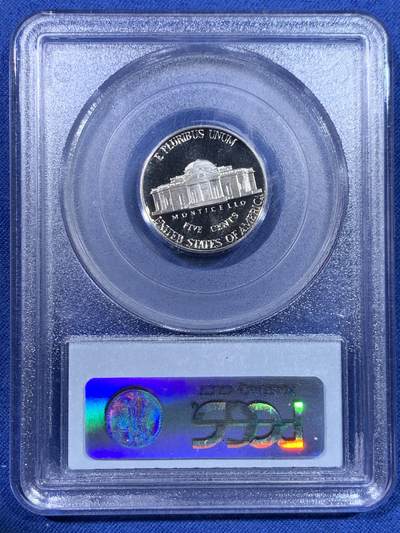 E PLURIBUS UNUM
MONTICELLO
FIVE CENTS
UNITED STATES OF AMERICA
PCGS